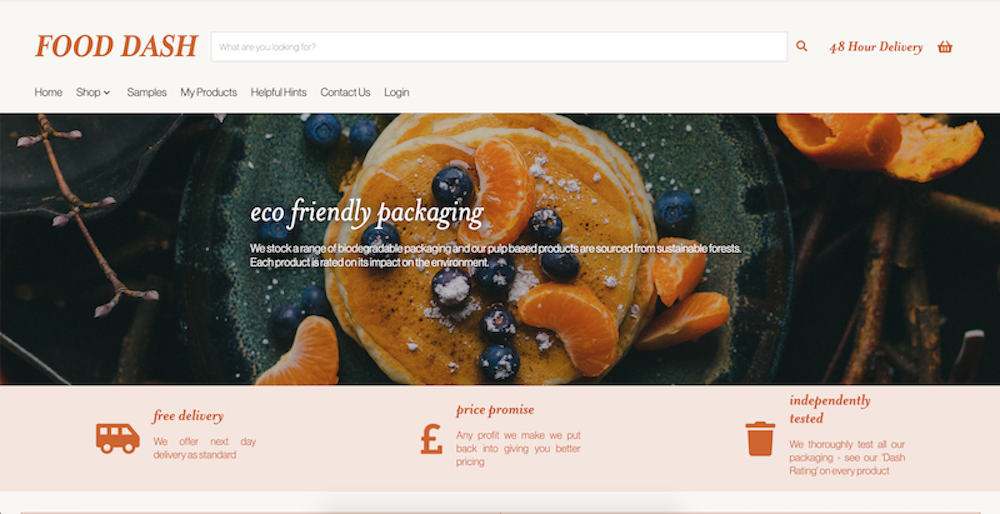 FOOD DASH
What are you looking for?
48 Hour Delivery
Home Shop Samples My Products Helpful Hints Contact Us Login
eco friendly packaging
We stock a range of biodegradable packaging and our pulp based products are sourced from sustainable forests.
Each product is rated on its impact on the environment.
free delivery
We offer next day
delivery as standard
price promise
Any profit we make we put
back into giving you better
pricing
independently
tested
We thoroughly test all our
packaging - see our 'Dash
Rating' on every product